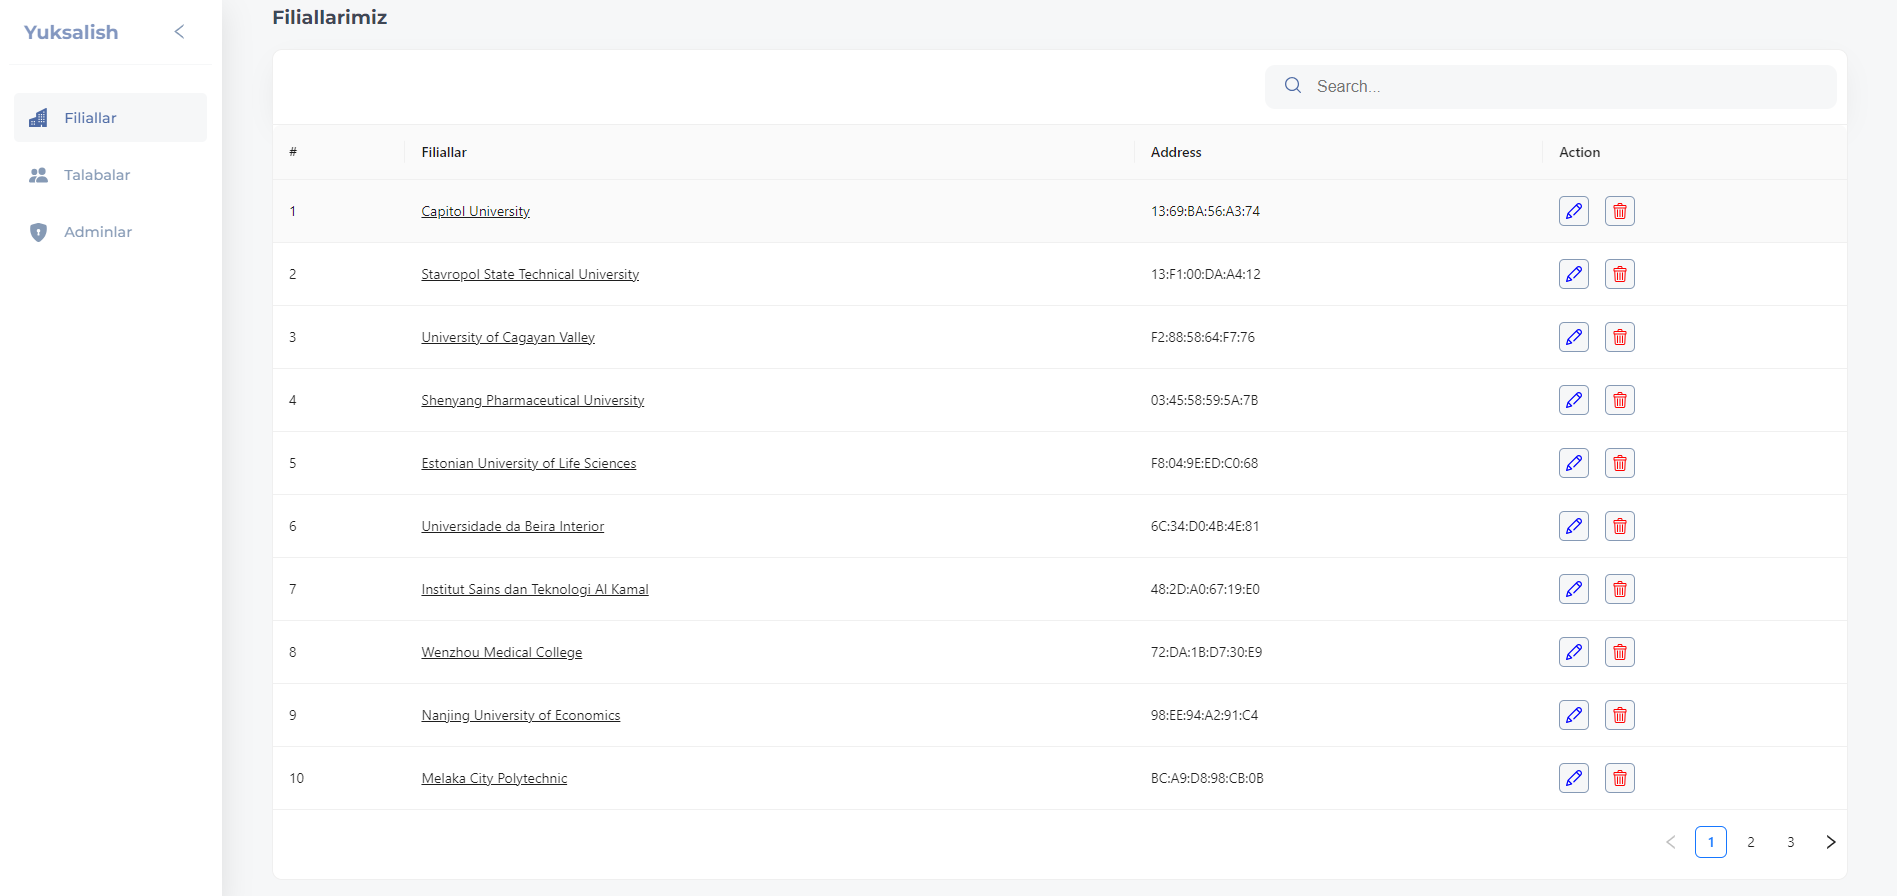 Yuksalish
Filiallar
Talabalar
Adminlar
Filiallarimiz
Search...
# Filiallar Address Action
1 Capitol University 13:69:BA:56:A3:74
2 Stavropol State Technical University 13:F1:00:DA:A4:12
3 University of Cagayan Valley F2:88:58:64:F7:76
4 Shenyang Pharmaceutical University 03:45:58:59:5A:7B
5 Estonian University of Life Sciences F8:04:9E:ED:C0:68
6 Universidade da Beira Interior 6C:34:D0:4B:4E:81
7 Institut Sains dan Teknologi Al Kamal 48:2D:A0:67:19:E0
8 Wenzhou Medical College 72:DA:1B:D7:30:E9
9 Nanjing University of Economics 98:EE:94:A2:91:C4
10 Melaka City Polytechnic BC:A9:D8:98:CB:0B
1 2 3